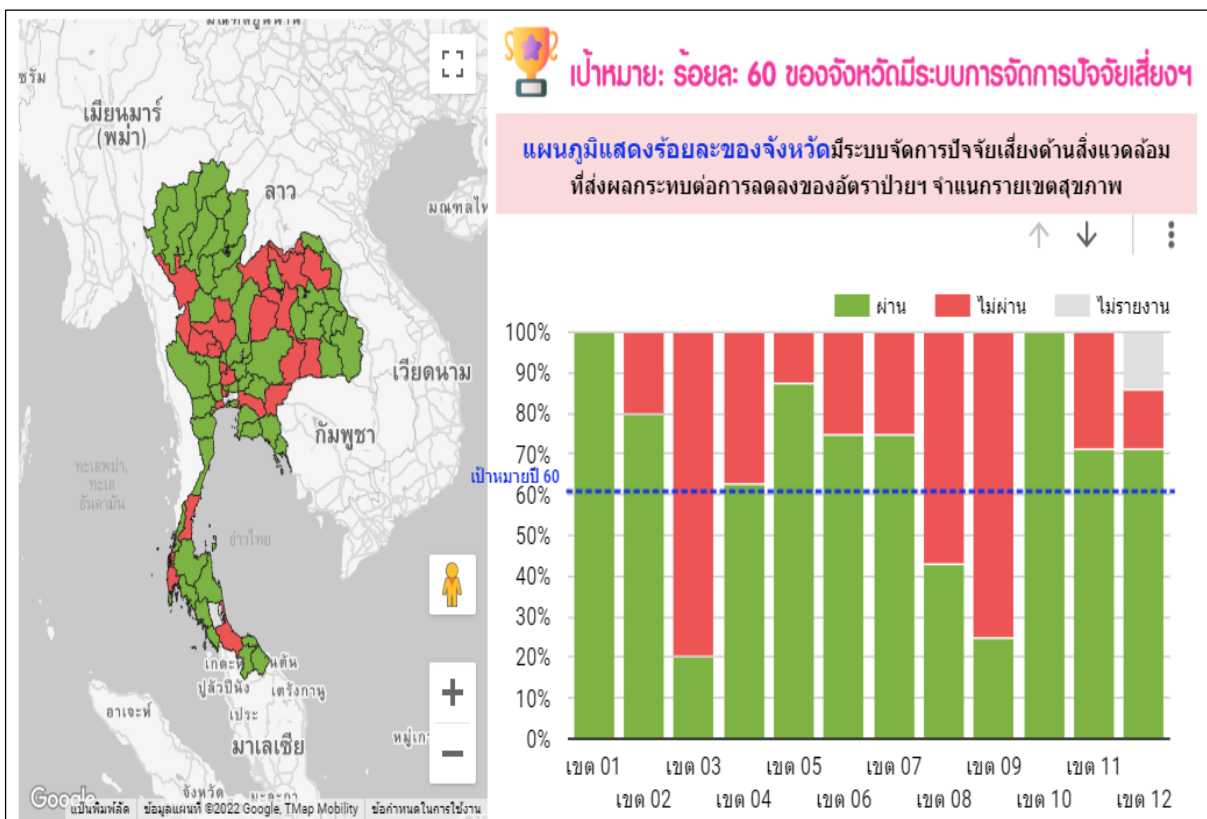 มณฑลยูนนาน
ซรัม
เมียนมาร์
(พม่า)
ลาว
เวียดนาม
กัมพูชา
ทะเลพม่า,
ทะเล
อันดามัน
อ่าวไทย
ปูลัวปีนัง
ตรังกานู
เประ
อาเจะห์
มาเลเซีย
จังหวัด
มะละกา
Google
แป้นพิมพ์ลัด
ข้อมูลแผนที่ ©2022 Google, TMap Mobility
ข้อกำหนดในการใช้งาน
เป้าหมาย: ร้อยละ 60 ของจังหวัดมีระบบการจัดการปัจจัยเสี่ยงฯ
แผนภูมิแสดงร้อยละของจังหวัดมีระบบจัดการปัจจัยเสี่ยงด้านสิ่งแวดล้อม
ที่ส่งผลกระทบต่อการลดลงของอัตราป่วยฯ จำแนกรายเขตสุขภาพ
ผ่าน
ไม่ผ่าน
ไม่รายงาน
100%
90%
80%
70%
เป้าหมายปี 60
60%
50%
40%
30%
20%
10%
0%
เขต 01
เขต 02
เขต 03
เขต 04
เขต 05
เขต 06
เขต 07
เขต 08
เขต 09
เขต 10
เขต 11
เขต 12